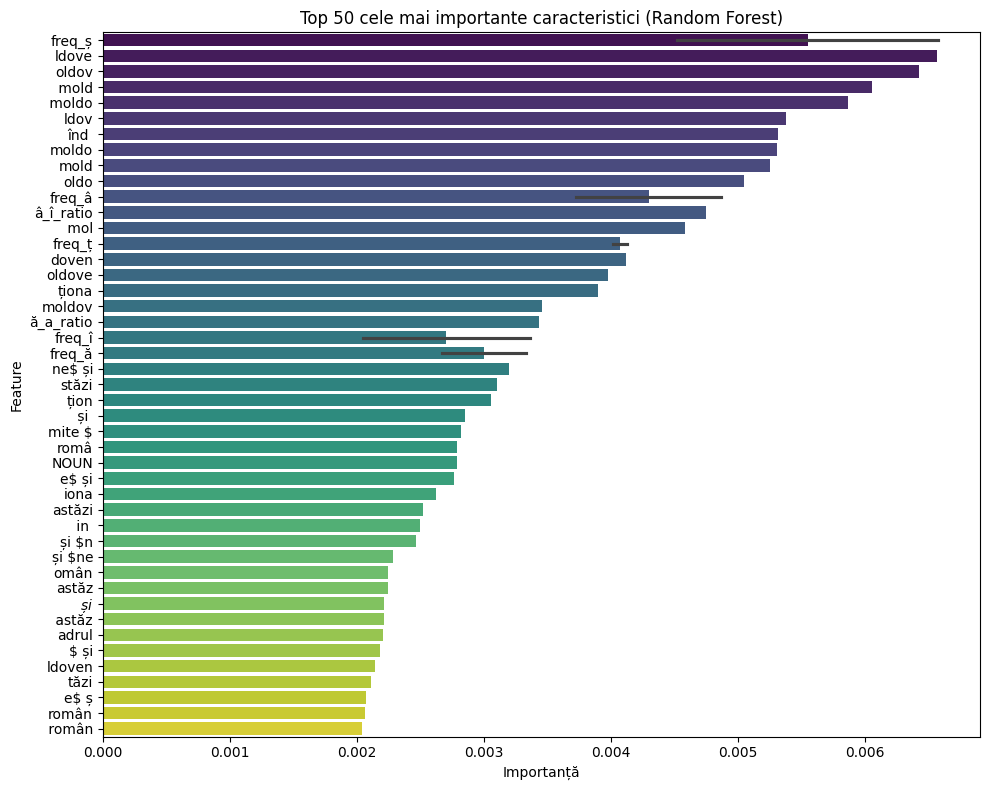 Top 50 cele mai importante caracteristici (Random Forest)
freq_ș
ldove
oldov
mold
moldo
ldov
înd
moldo
mold
oldo
freq_â
â_î_ratio
mol
freq_ț
doven
oldove
ționa
moldov
ă_a_ratio
freq_î
freq_ă
ne$ și
stăzi
țion
și
mite $
româ
NOUN
e$ și
iona
astăzi
in
și $n
și $ne
omân
astăz
și
astăz
adrul
$ și
ldoven
tăzi
e$ ș
român
român
Feature
0.000 0.001 0.002 0.003 0.004 0.005 0.006
Importanță